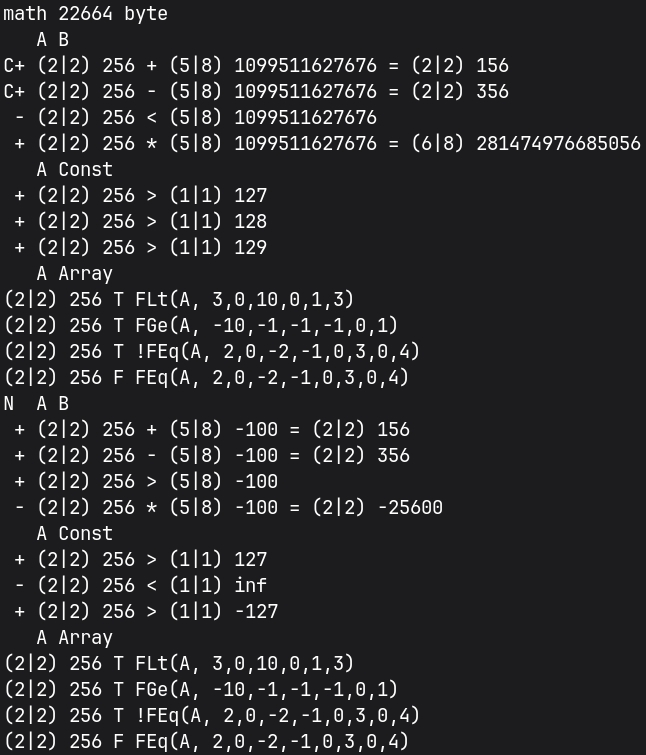 math 22664 byte
A B
C+ (2|2) 256 + (5|8) 1099511627676 = (2|2) 156
C+ (2|2) 256 - (5|8) 1099511627676 = (2|2) 356
- (2|2) 256 < (5|8) 1099511627676
+ (2|2) 256 * (5|8) 1099511627676 = (6|8) 281474976685056
A Const
+ (2|2) 256 > (1|1) 127
+ (2|2) 256 > (1|1) 128
+ (2|2) 256 > (1|1) 129
A Array
(2|2) 256 T FLt(A, 3,0,10,0,1,3)
(2|2) 256 T FGe(A, -10,-1,-1,-1,0,1)
(2|2) 256 T !FEq(A, 2,0,-2,-1,0,3,0,4)
(2|2) 256 F FEq(A, 2,0,-2,-1,0,3,0,4)
N A B
+ (2|2) 256 + (5|8) -100 = (2|2) 156
+ (2|2) 256 - (5|8) -100 = (2|2) 356
+ (2|2) 256 > (5|8) -100
- (2|2) 256 * (5|8) -100 = (2|2) -25600
A Const
+ (2|2) 256 > (1|1) 127
- (2|2) 256 < (1|1) inf
+ (2|2) 256 > (1|1) -127
A Array
(2|2) 256 T FLt(A, 3,0,10,0,1,3)
(2|2) 256 T FGe(A, -10,-1,-1,-1,0,1)
(2|2) 256 T !FEq(A, 2,0,-2,-1,0,3,0,4)
(2|2) 256 F FEq(A, 2,0,-2,-1,0,3,0,4)